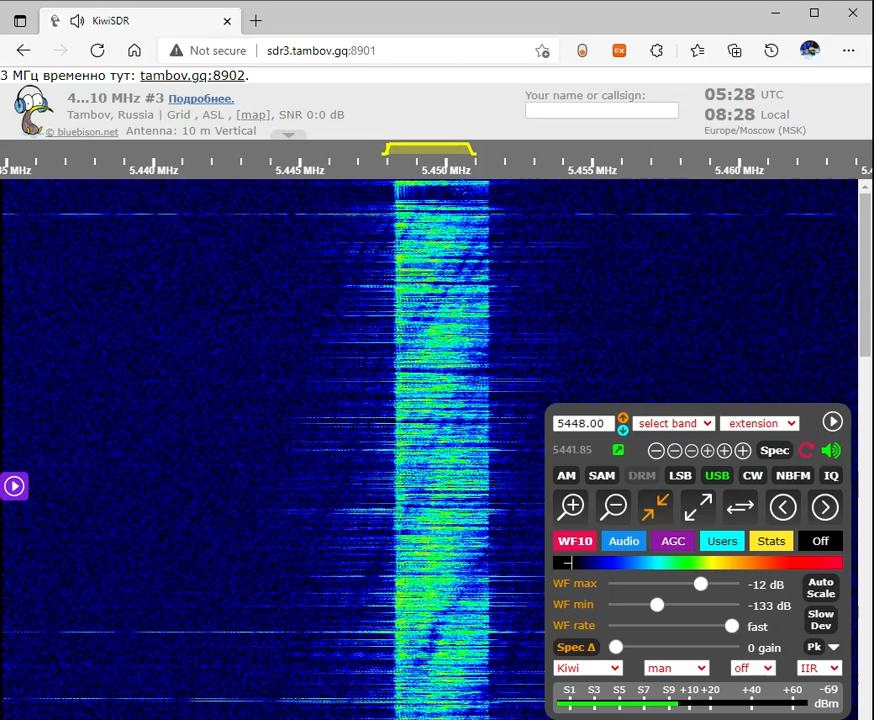 KiwiSDR
Not secure sdr3.tambov.gq:8901
3 МГц временно тут: tambov.gq:8902.
4...10 MHz #3 Подробнее.
Tambov, Russia | Grid , ASL , [map], SNR 0:0 dB
© bluebison.net Antenna: 10 m Vertical
Your name or callsign:
05:28 UTC
08:28 Local
Europe/Moscow (MSK)
35 MHz 5.440 MHz 5.445 MHz 5.450 MHz 5.455 MHz 5.460 MHz 5.4
5448.00 select band extension
5441.85 Spec
AM SAM DRM LSB USB CW NBFM IQ
WF10 Audio AGC Users Stats Off
WF max -12 dB Auto Scale
WF min -133 dB
WF rate fast Slow Dev
Spec Δ 0 gain Pk
Kiwi man off IIR
S1 S3 S5 S7 S9 +10 +20 +40 +60 -69
dBm